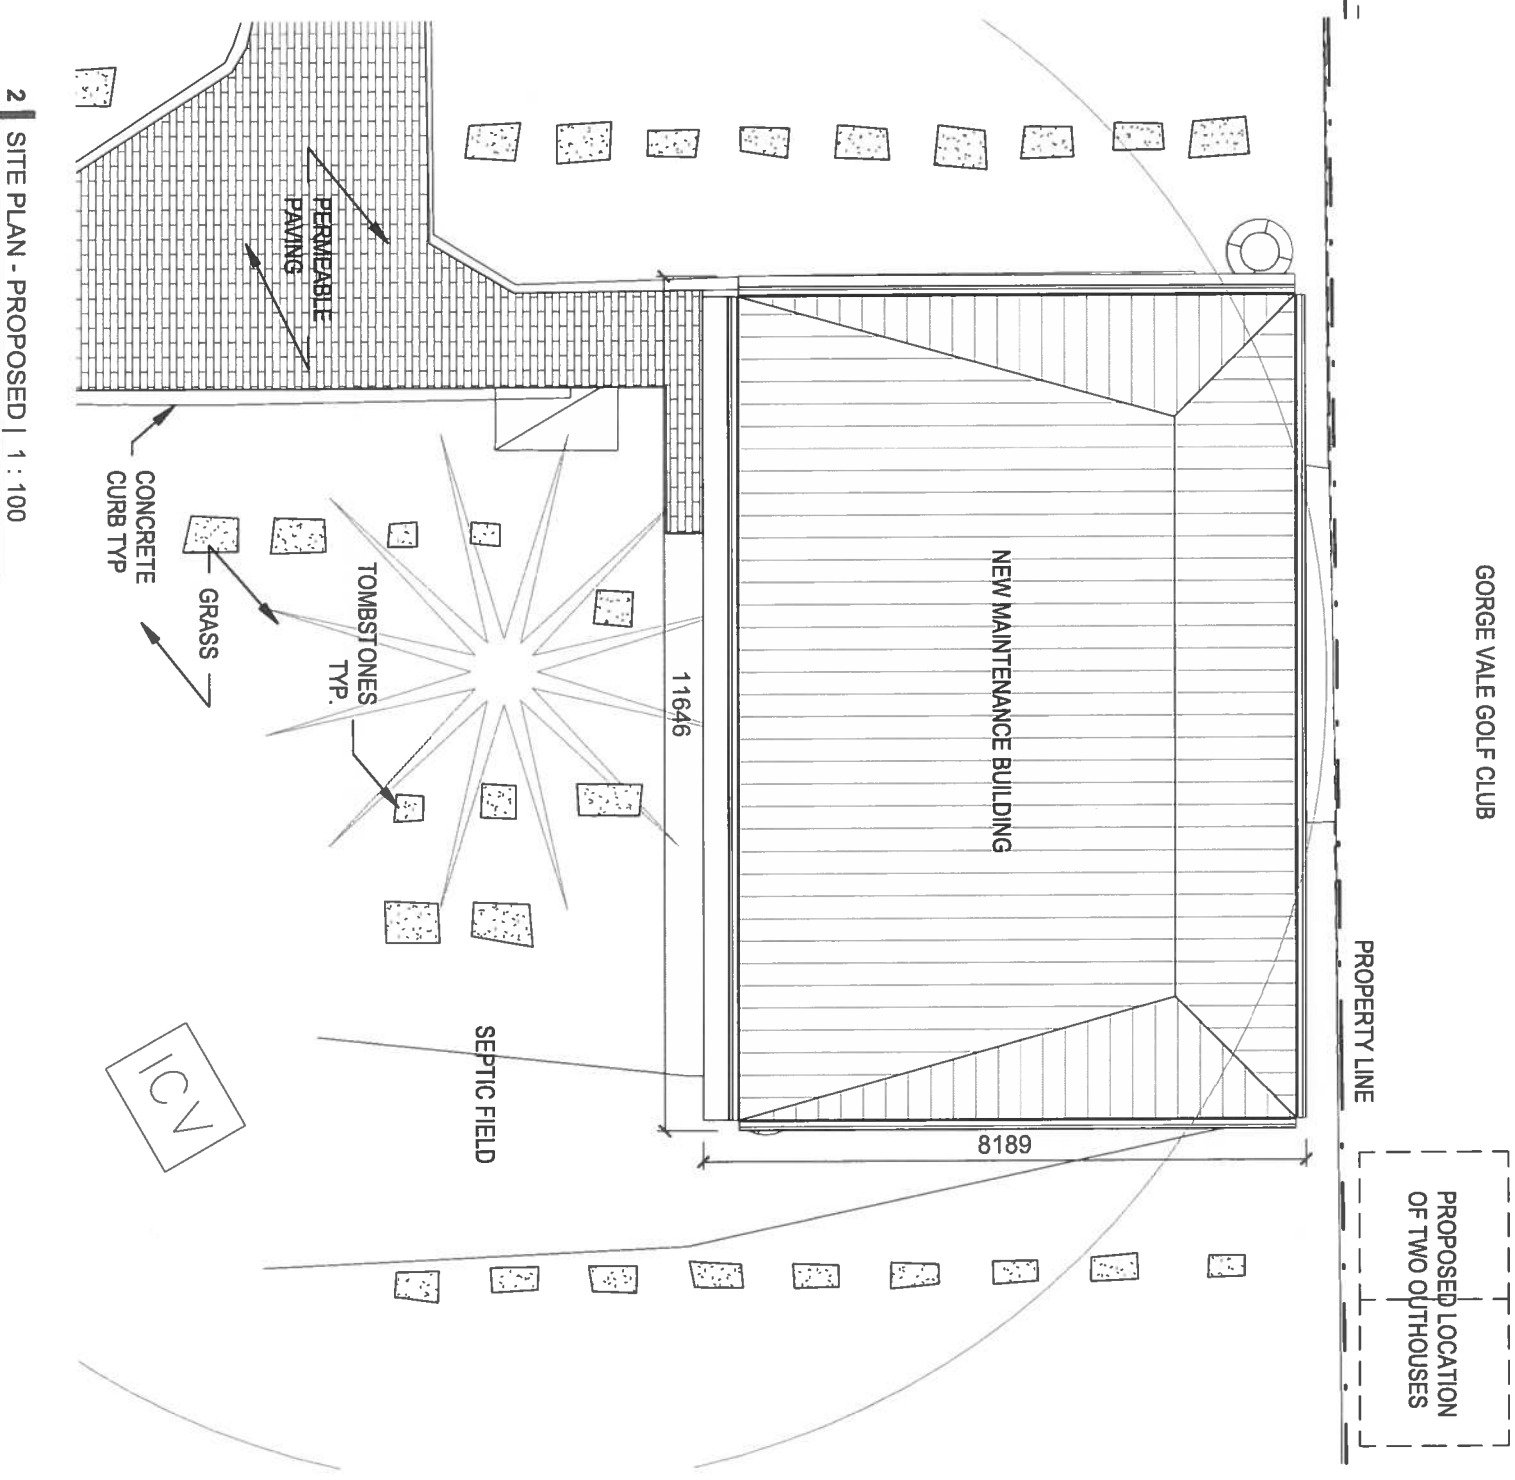 GORGE VALE GOLF CLUB
PROPERTY LINE
PROPOSED LOCATION
OF TWO OUTHOUSES
NEW MAINTENANCE BUILDING
8189
11646
PERMEABLE
PAVING
TOMBSTONES
TYP.
GRASS
CONCRETE
CURB TYP
SEPTIC FIELD
ICV
2 SITE PLAN - PROPOSED | 1 : 100